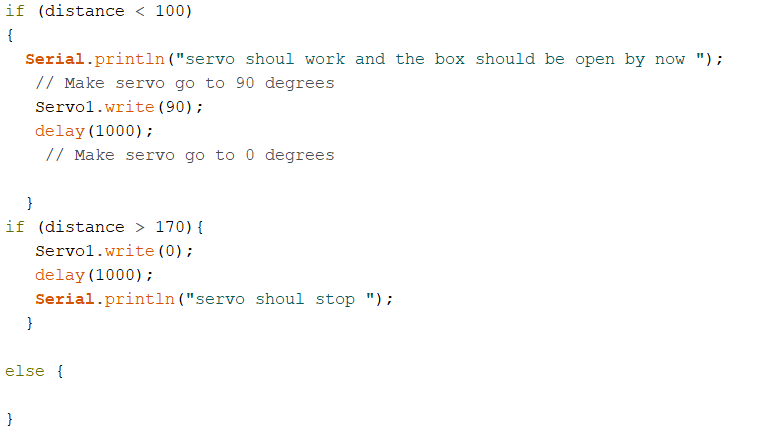 if (distance < 100)
{
  Serial.println("servo shoul work and the box should be open by now ");
   // Make servo go to 90 degrees
   Servo1.write(90);
   delay(1000);
    // Make servo go to 0 degrees

  }
if (distance > 170){
   Servo1.write(0);
   delay(1000);
   Serial.println("servo shoul stop ");
  }

else {

}